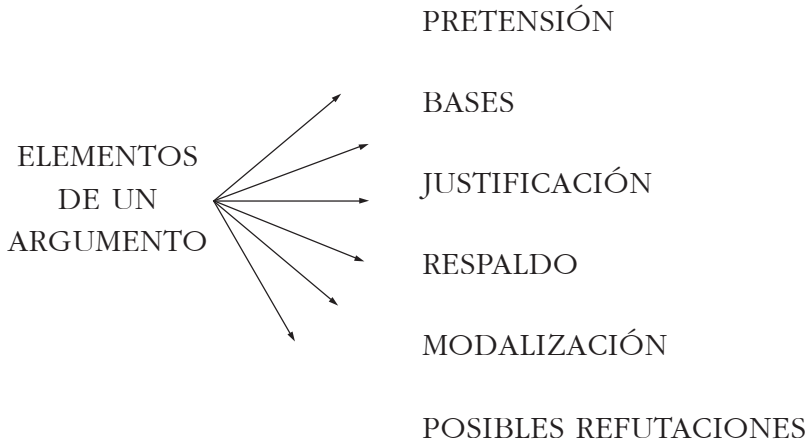 ELEMENTOS
DE UN
ARGUMENTO
PRETENSIÓN
BASES
JUSTIFICACIÓN
RESPALDO
MODALIZACIÓN
POSIBLES REFUTACIONES